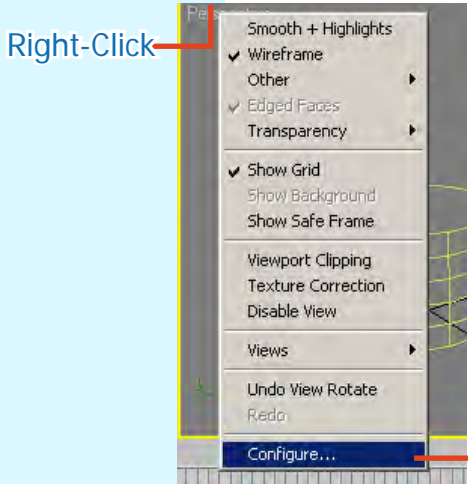 Right-Click
Smooth + Highlights
Wireframe
Other
Edged Faces
Transparency
Show Grid
Show Background
Show Safe Frame
Viewport Clipping
Texture Correction
Disable View
Views
Undo View Rotate
Redo
Configure...